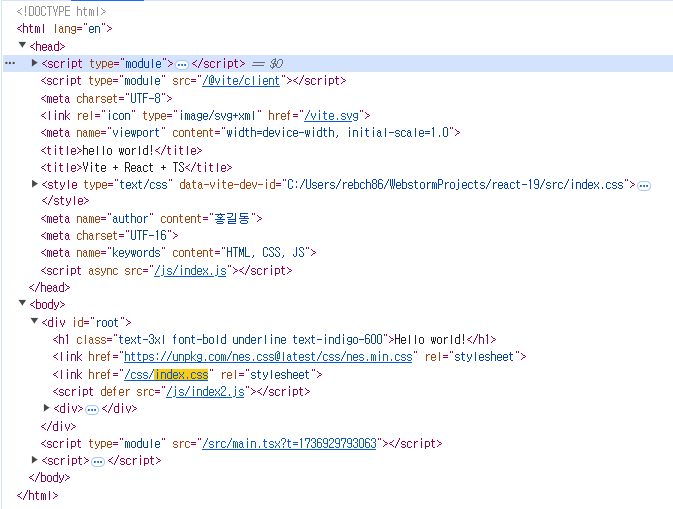 <!DOCTYPE html>
<html lang="en">
<head>
<script type="module"> … </script> == $0
<script type="module" src="/@vite/client"></script>
<meta charset="UTF-8">
<link rel="icon" type="image/svg+xml" href="/vite.svg">
<meta name="viewport" content="width=device-width, initial-scale=1.0">
<title>hello world!</title>
<title>Vite + React + TS</title>
<style type="text/css" data-vite-dev-id="C:/Users/rebch86/WebstormProjects/react-19/src/index.css"> …
</style>
<meta name="author" content="홍길동">
<meta charset="UTF-16">
<meta name="keywords" content="HTML, CSS, JS">
<script async src="/js/index.js"></script>
</head>
<body>
<div id="root">
<h1 class="text-3xl font-bold underline text-indigo-600">Hello world!</h1>
<link href="https://unpkg.com/nes.css@latest/css/nes.min.css" rel="stylesheet">
<link href="/css/index.css" rel="stylesheet">
<script defer src="/js/index2.js"></script>
<div> … </div>
</div>
<script type="module" src="/src/main.tsx?t=1736929793063"></script>
<script> … </script>
</body>
</html>